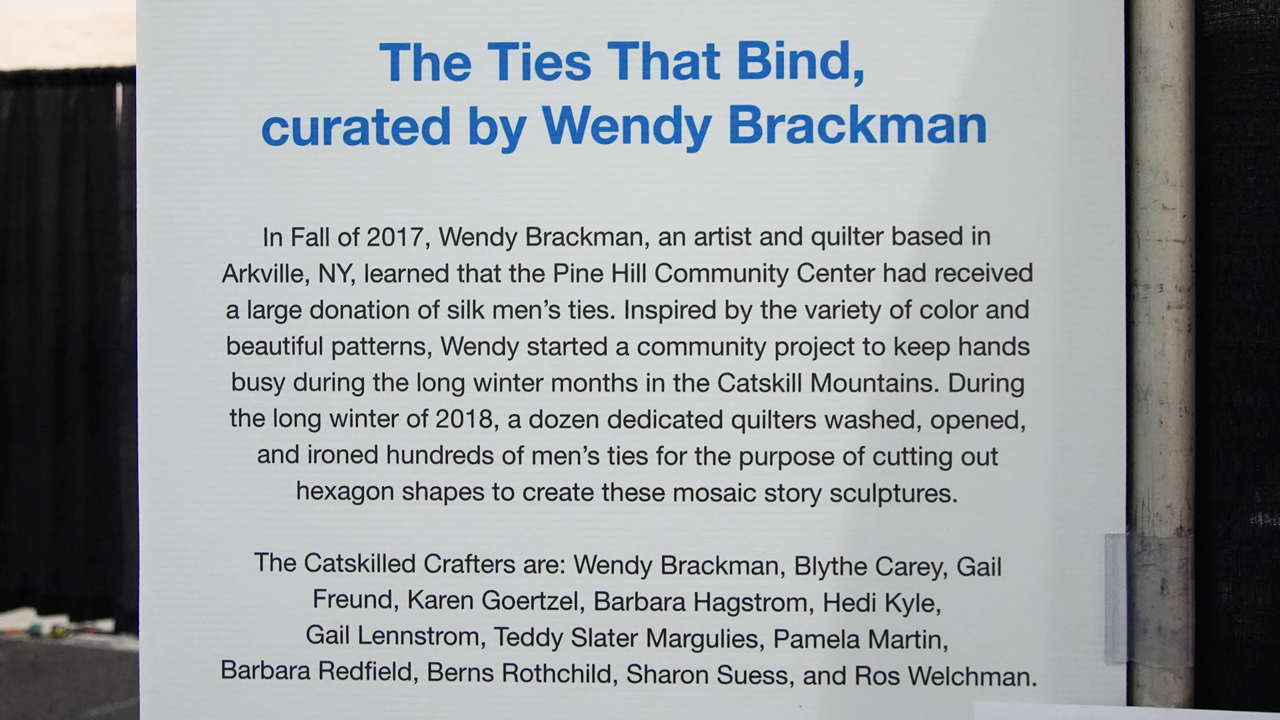 The Ties That Bind,
curated by Wendy Brackman
In Fall of 2017, Wendy Brackman, an artist and quilter based in
Arkville, NY, learned that the Pine Hill Community Center had received
a large donation of silk men’s ties. Inspired by the variety of color and
beautiful patterns, Wendy started a community project to keep hands
busy during the long winter months in the Catskill Mountains. During
the long winter of 2018, a dozen dedicated quilters washed, opened,
and ironed hundreds of men’s ties for the purpose of cutting out
hexagon shapes to create these mosaic story sculptures.
The Catskilled Crafters are: Wendy Brackman, Blythe Carey, Gail
Freund, Karen Goertzel, Barbara Hagstrom, Hedi Kyle,
Gail Lennstrom, Teddy Slater Margulies, Pamela Martin,
Barbara Redfield, Berns Rothchild, Sharon Suess, and Ros Welchman.